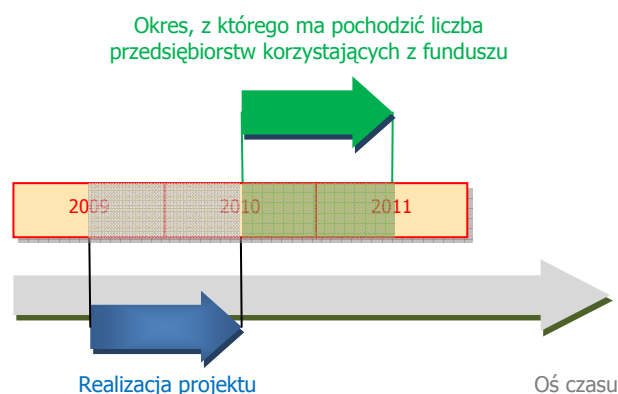 Okres, z którego ma pochodzić liczba
przedsiębiorstw korzystających z funduszu
2009 2010 2011
Realizacja projektu Oś czasu